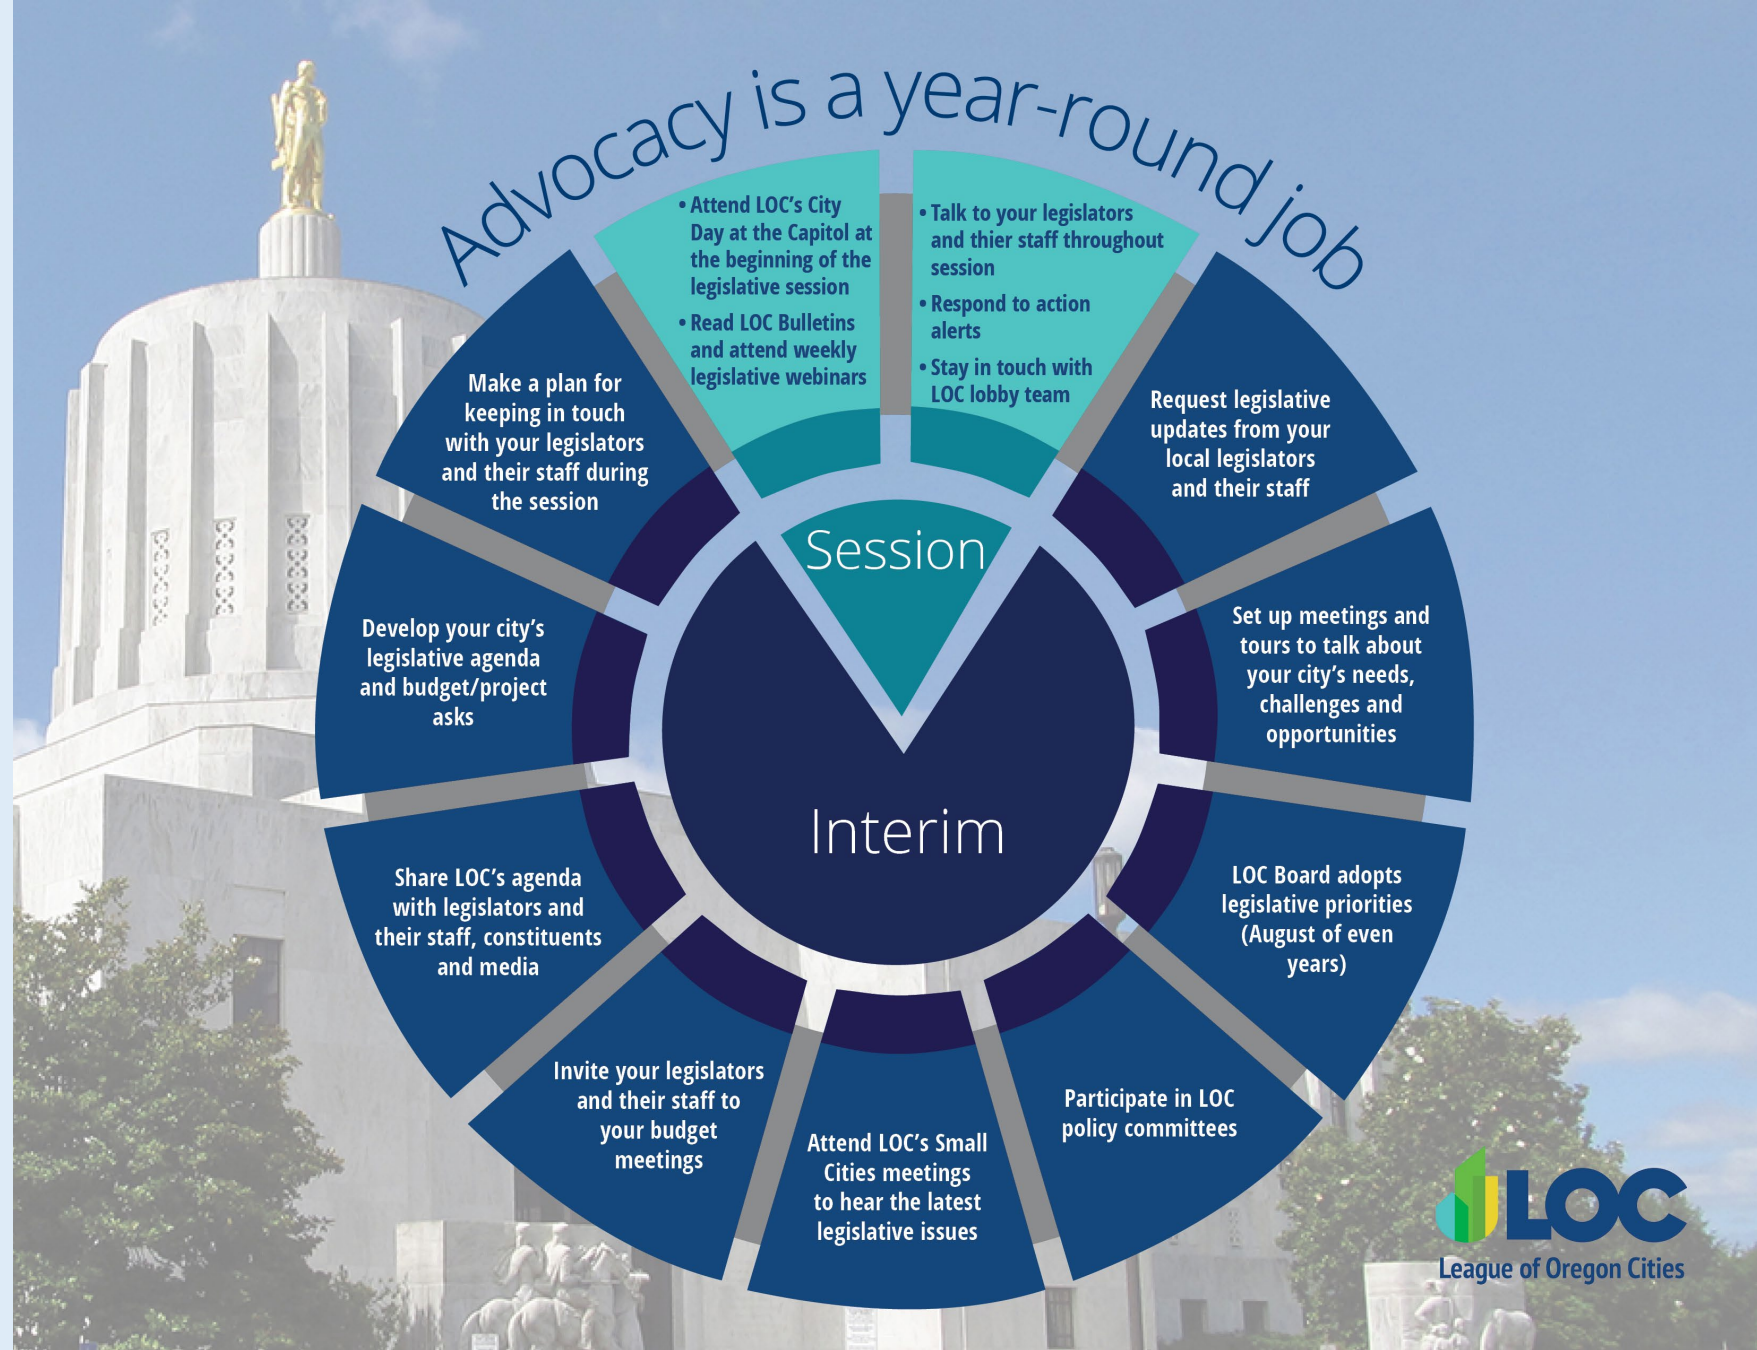 Advocacy is a year-round job
• Attend LOC's City
Day at the Capitol at
the beginning of the
legislative session
• Read LOC Bulletins
and attend weekly
legislative webinars
• Talk to your legislators
and thier staff throughout
session
• Respond to action
alerts
• Stay in touch with
LOC lobby team
Request legislative
updates from your
local legislators
and their staff
Set up meetings and
tours to talk about
your city's needs,
challenges and
opportunities
LOC Board adopts
legislative priorities
(August of even
years)
Participate in LOC
policy committees
Attend LOC's Small
Cities meetings
to hear the latest
legislative issues
Invite your legislators
and their staff to
your budget
meetings
Share LOC's agenda
with legislators and
their staff, constituents
and media
Develop your city's
legislative agenda
and budget/project
asks
Make a plan for
keeping in touch
with your legislators
and their staff during
the session
Session
Interim
LOC
League of Oregon Cities